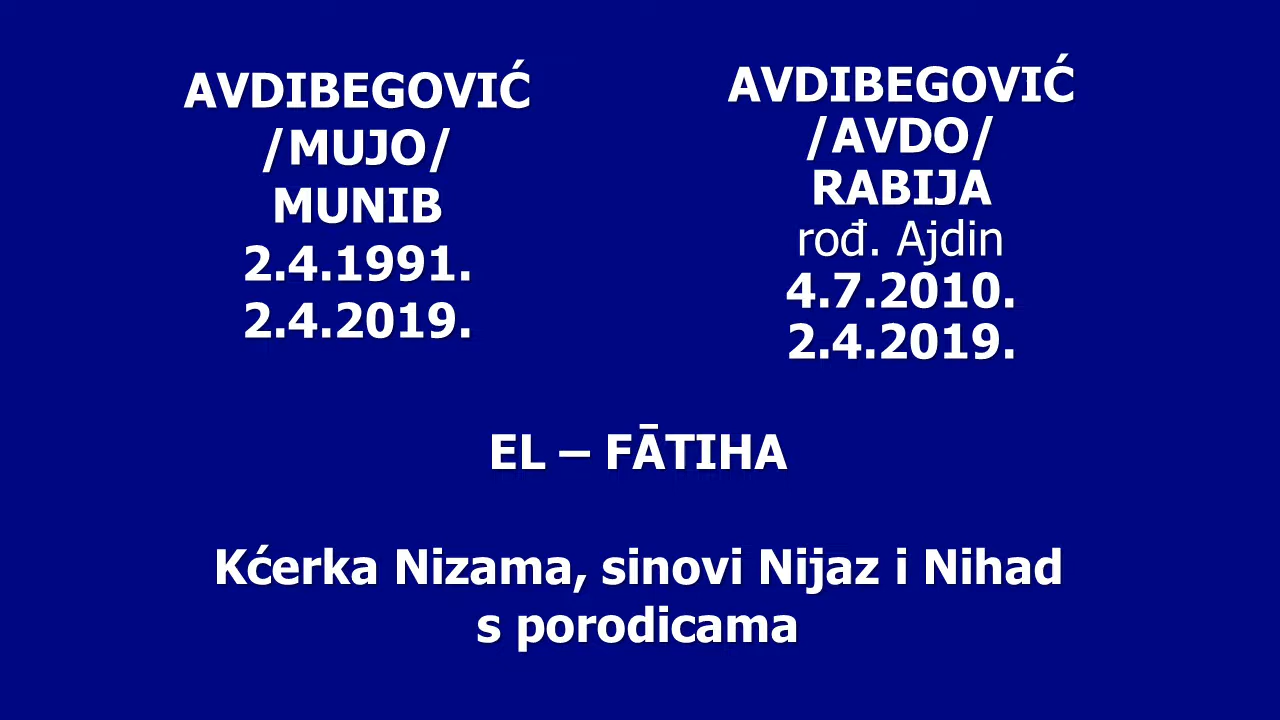 AVDIBEGOVIĆ
/MUJO/
MUNIB
2.4.1991.
2.4.2019.
AVDIBEGOVIĆ
/AVDO/
RABIJA
rođ. Ajdin
4.7.2010.
2.4.2019.
EL – FĀTIHA
Kćerka Nizama, sinovi Nijaz i Nihad
s porodicama